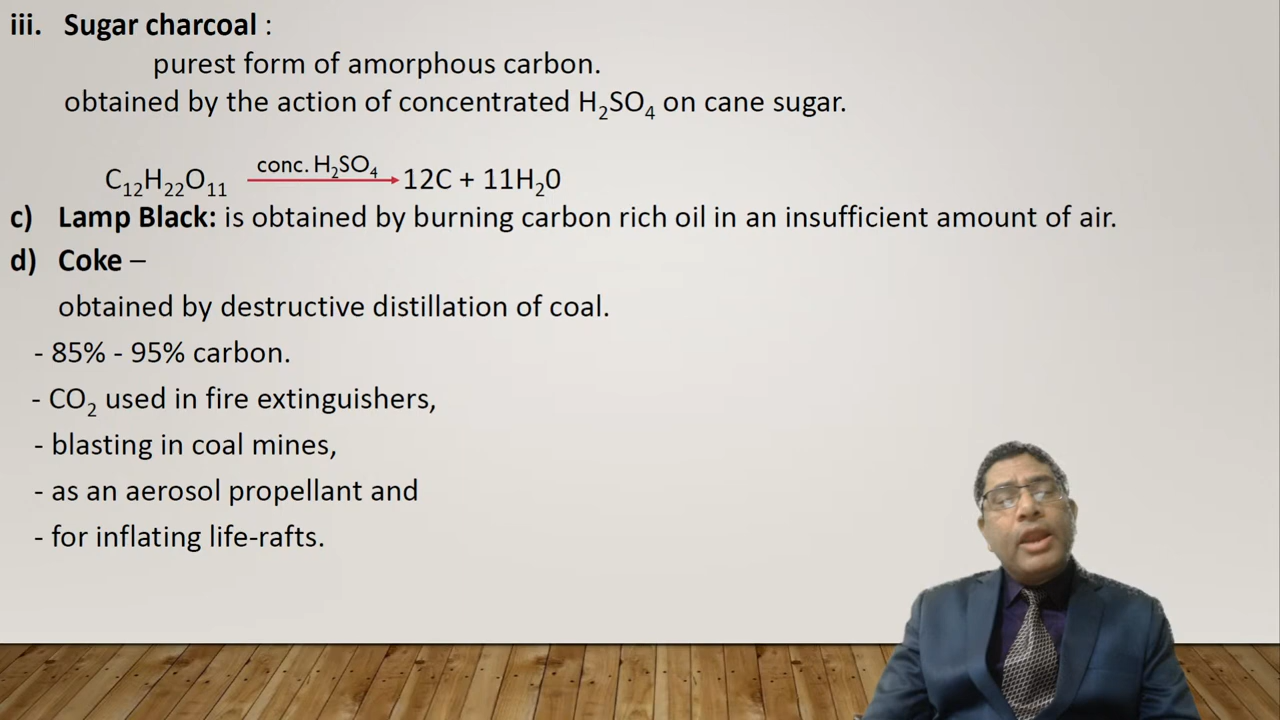 iii. Sugar charcoal :
purest form of amorphous carbon.
obtained by the action of concentrated H₂SO₄ on cane sugar.
C₁₂H₂₂O₁₁ conc. H₂SO₄ → 12C + 11H₂0
c) Lamp Black: is obtained by burning carbon rich oil in an insufficient amount of air.
d) Coke –
obtained by destructive distillation of coal.
- 85% - 95% carbon.
- CO₂ used in fire extinguishers,
- blasting in coal mines,
- as an aerosol propellant and
- for inflating life-rafts.